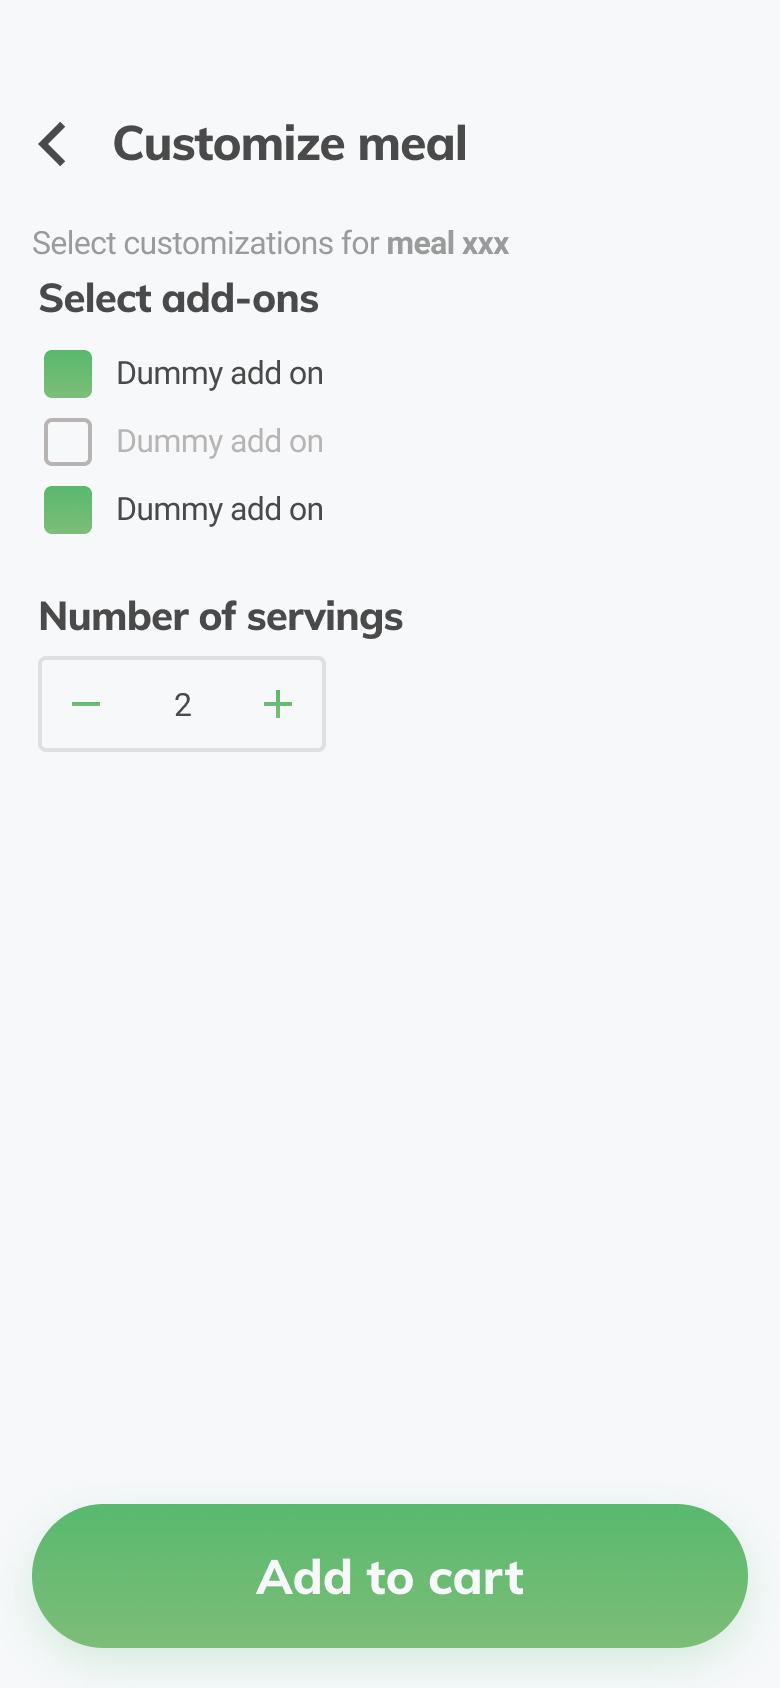 Customize meal
Select customizations for meal xxx
Select add-ons
Dummy add on
Dummy add on
Dummy add on
Number of servings
2
Add to cart